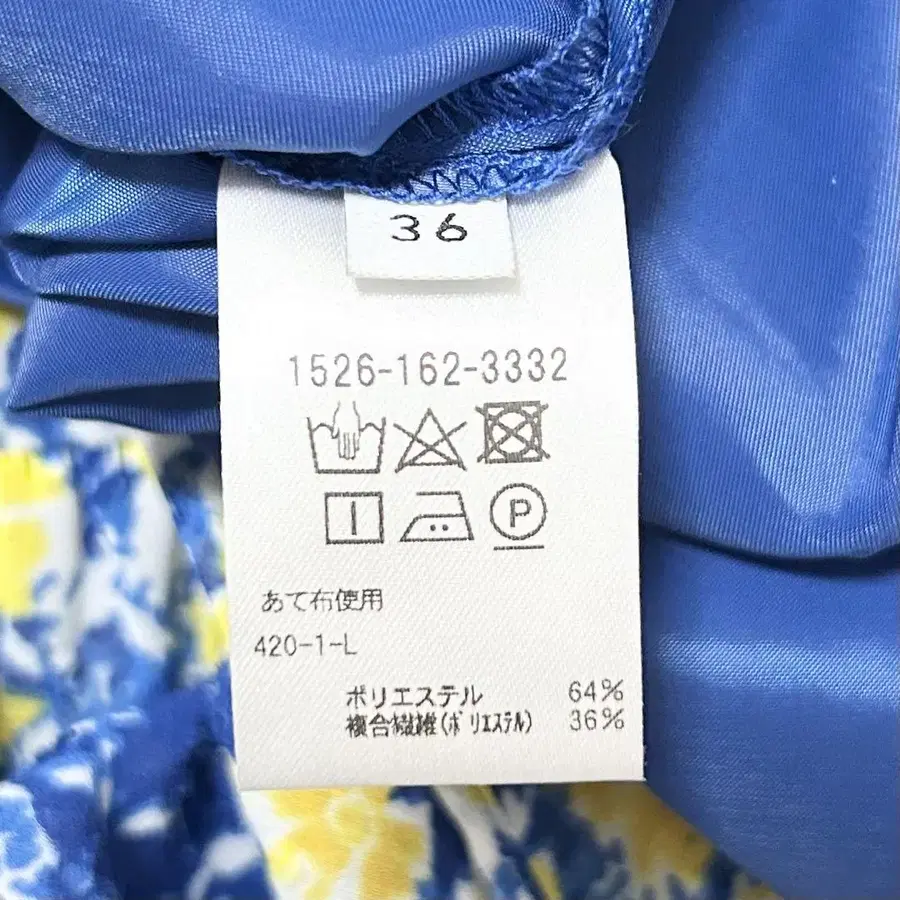 36
1526-162-3332
P
あて布使用
420-1-L
ポリエステル 64%
複合繊維(ポリエステル) 36%